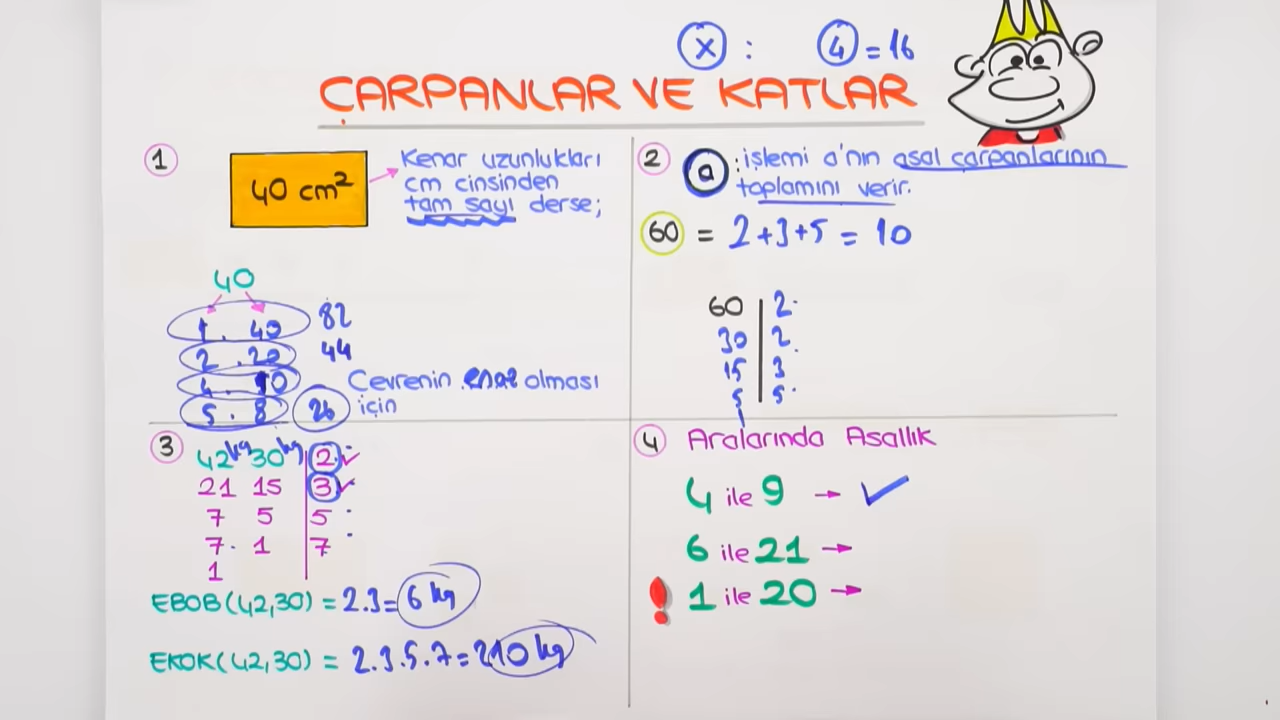 x : 4 = 16
ÇARPANLAR VE KATLAR
1
40 cm²
Kenar uzunlukları
cm cinsinden
tam sayı derse;
40
1 . 40 82
2 . 20 44
4 . 10
5 . 8 26
Çevrenin en az olması
için
2
a :işlemi a'nın asal çarpanlarının
toplamını verir.
60 = 2+3+5 = 10
60 2
30 2
15 3
5 5
1
3
42kg 30kg 2
21 15 3
7 5 5
7 1 7
1
EBOB(42,30) = 2.3= 6 kg
EKOK(42,30) = 2.3.5.7=210 kg
4 Aralarında Asallık
4 ile 9 → ✓
6 ile 21 →
! 1 ile 20 →